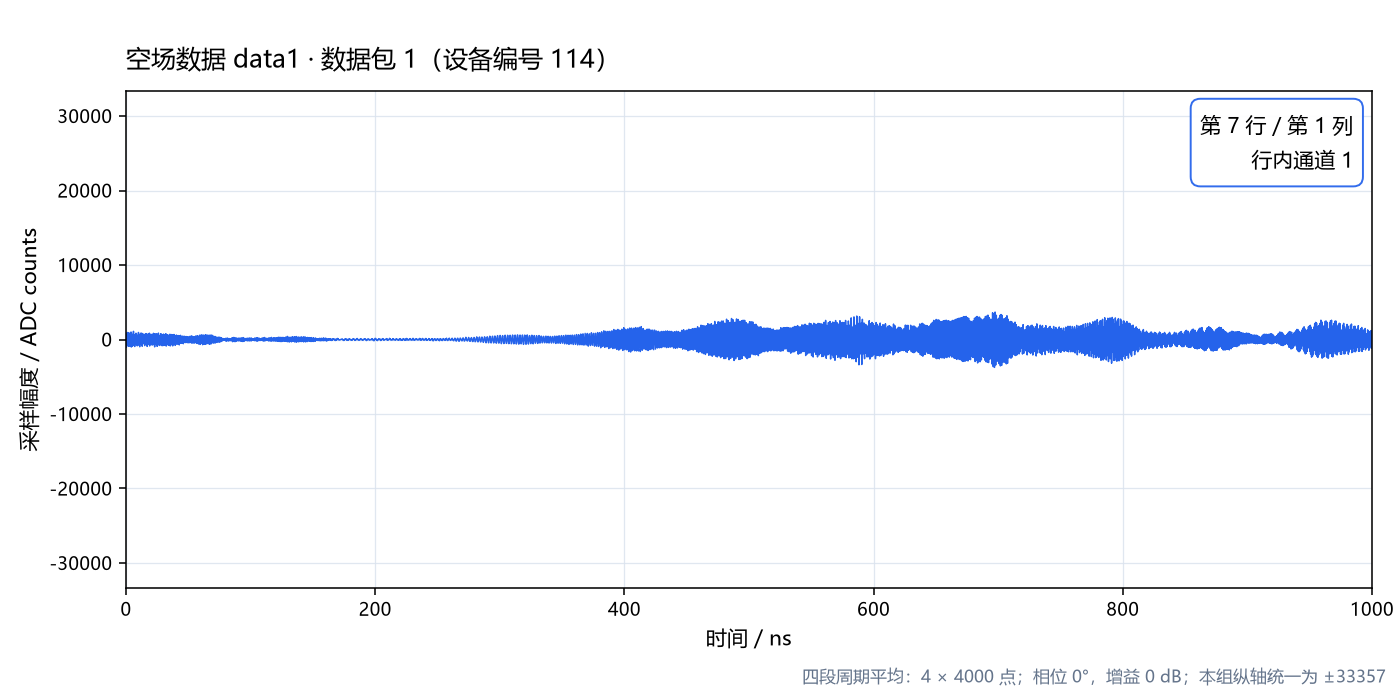 空场数据 data1 · 数据包 1（设备编号 114）
第 7 行 / 第 1 列
行内通道 1
30000
20000
10000
0
-10000
-20000
-30000
采样幅度 / ADC counts
0 200 400 600 800 1000
时间 / ns
四段周期平均：4 × 4000 点；相位 0°，增益 0 dB；本组纵轴统一为 ±33357